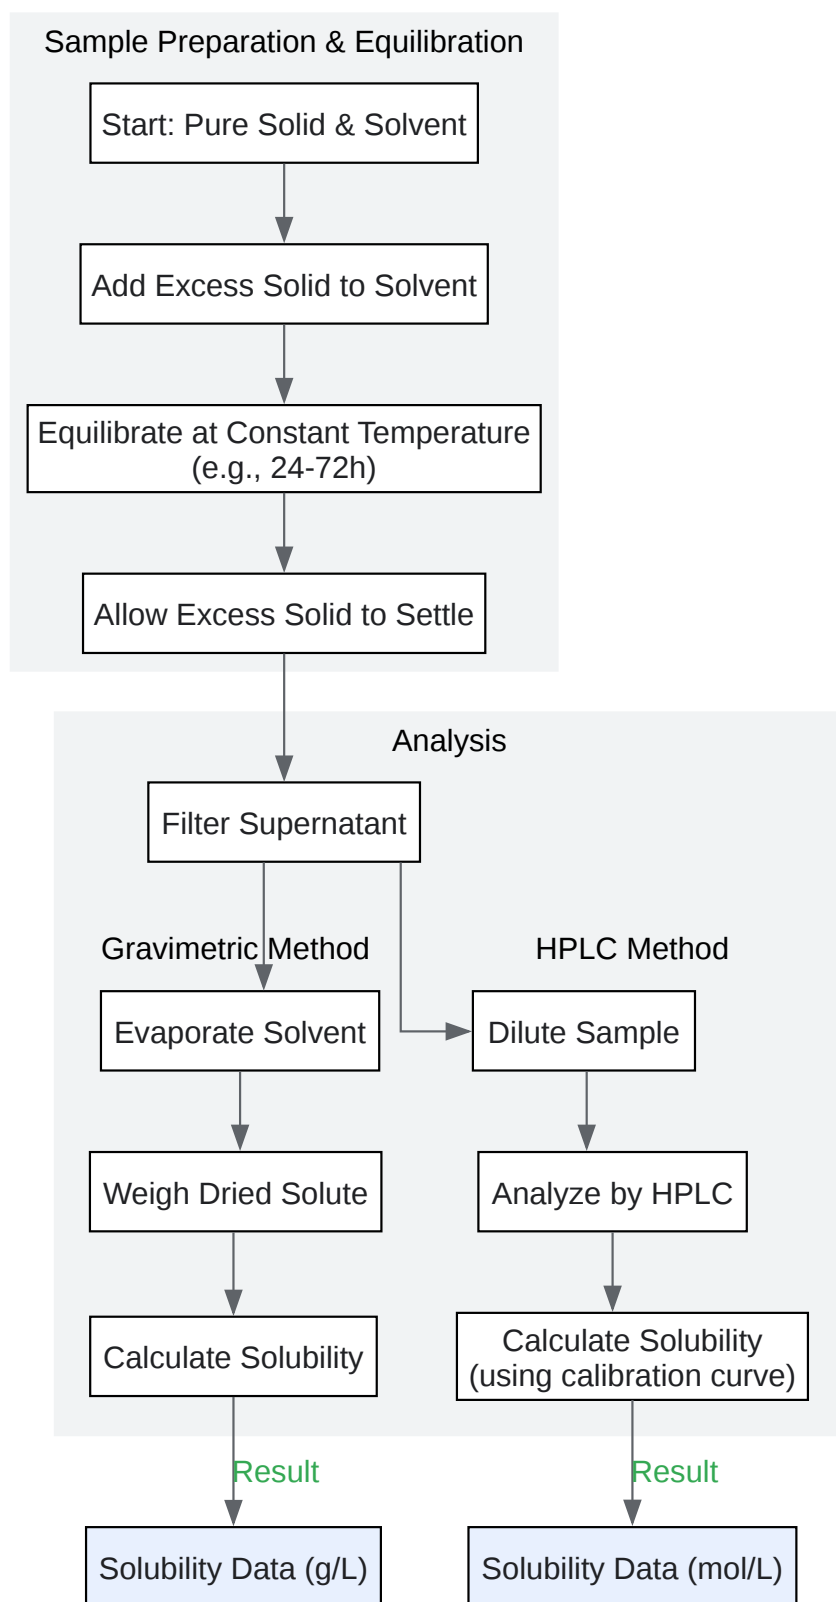 Sample Preparation & Equilibration
Start: Pure Solid & Solvent
Add Excess Solid to Solvent
Equilibrate at Constant Temperature
(e.g., 24-72h)
Allow Excess Solid to Settle
Analysis
Filter Supernatant
Gravimetric Method
Evaporate Solvent
Weigh Dried Solute
Calculate Solubility
Result
Solubility Data (g/L)
HPLC Method
Dilute Sample
Analyze by HPLC
Calculate Solubility
(using calibration curve)
Result
Solubility Data (mol/L)